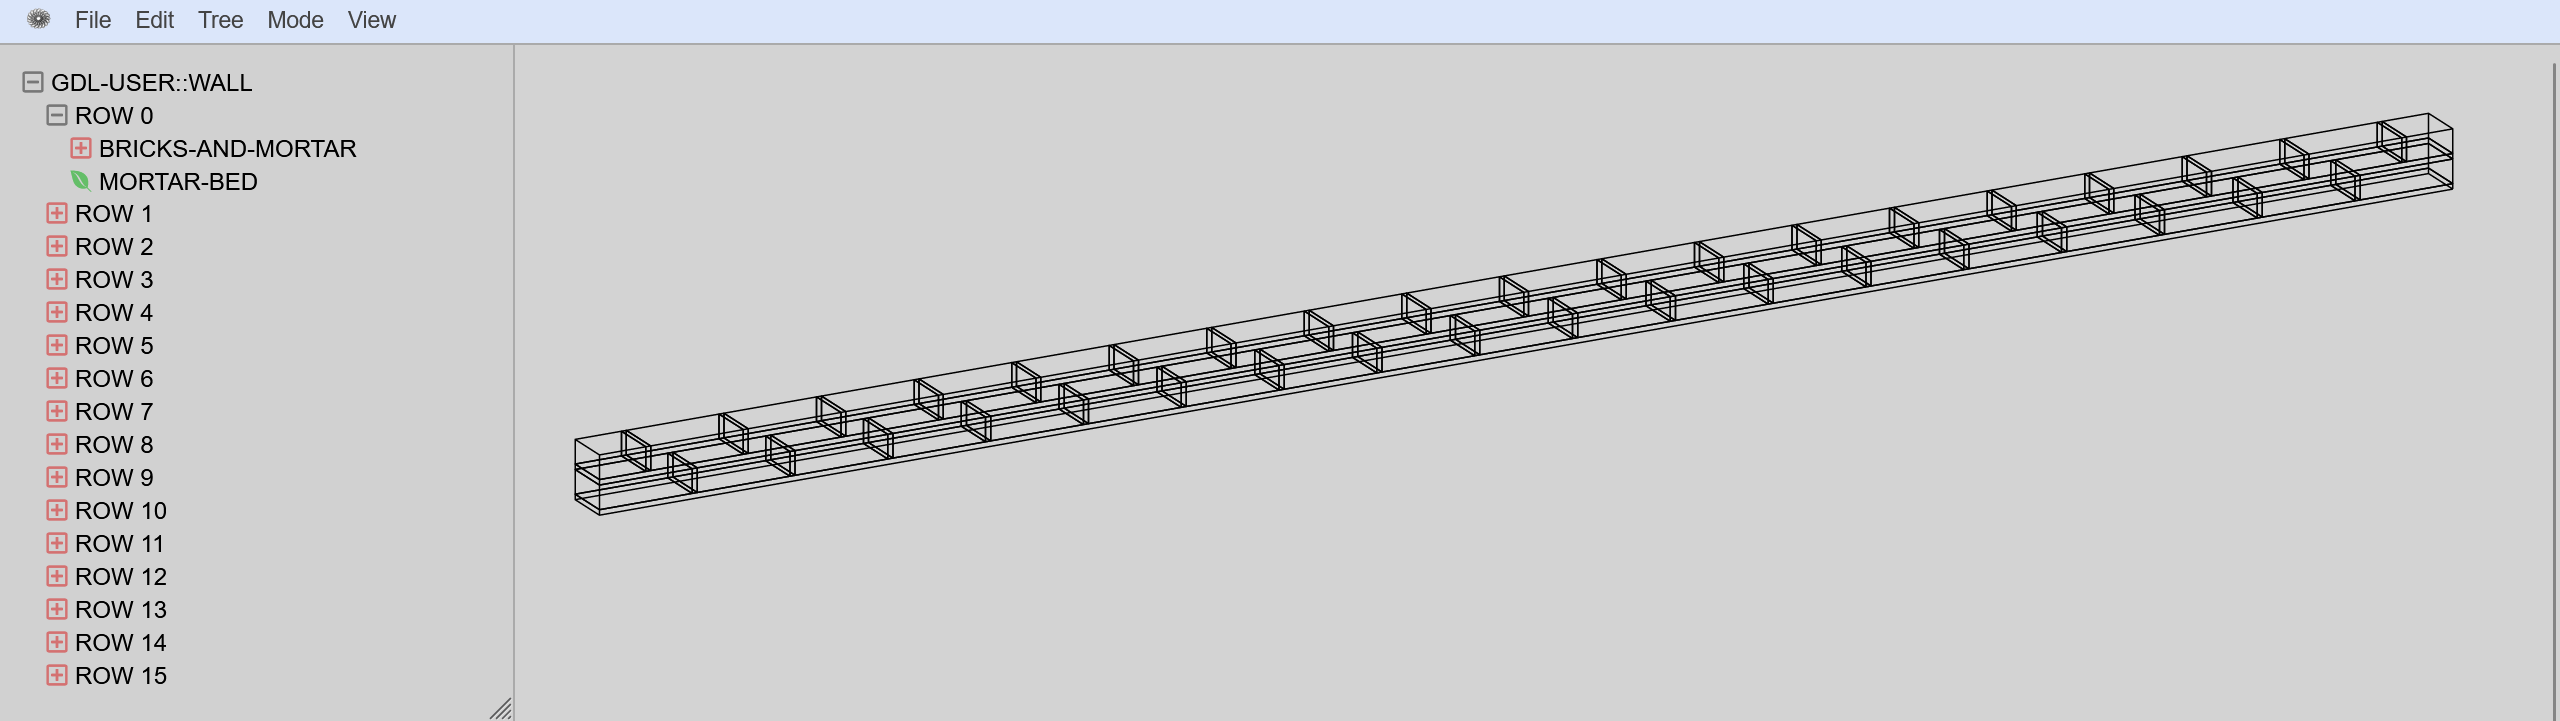 File Edit Tree Mode View
GDL-USER::WALL
ROW 0
BRICKS-AND-MORTAR
MORTAR-BED
ROW 1
ROW 2
ROW 3
ROW 4
ROW 5
ROW 6
ROW 7
ROW 8
ROW 9
ROW 10
ROW 11
ROW 12
ROW 13
ROW 14
ROW 15